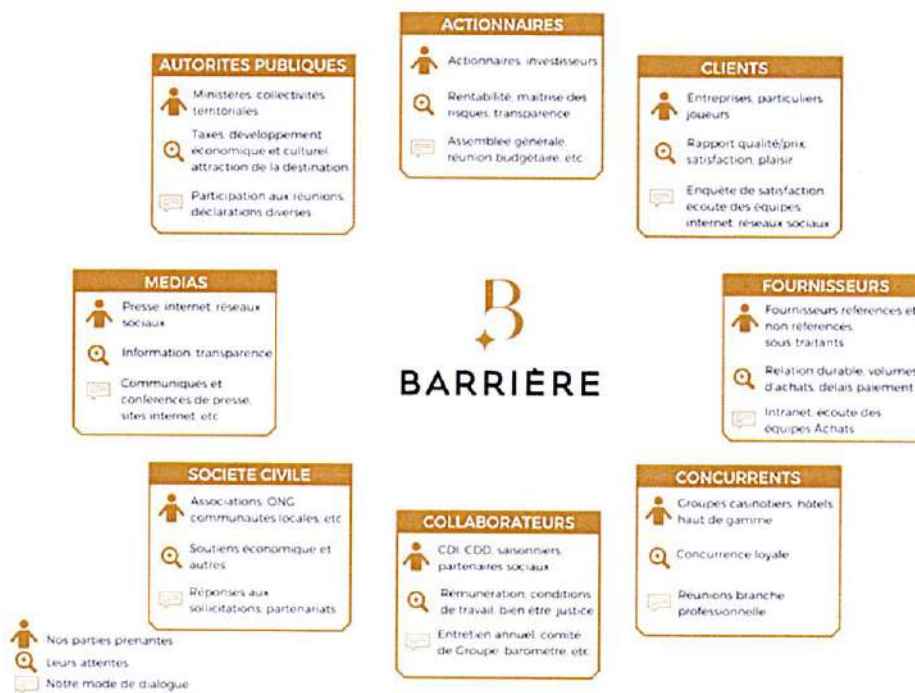 ACTIONNAIRES
Actionnaires, investisseurs
Rentabilité, maîtrise des
risques, transparence
Assemblée générale,
réunion budgétaire, etc
AUTORITES PUBLIQUES
Ministères, collectivités
territoriales
Taxes, développement
économique et culturel,
attraction de la destination
Participation aux réunions,
déclarations diverses
CLIENTS
Entreprises, particuliers,
joueurs
Rapport qualité/prix,
satisfaction, plaisir
Enquête de satisfaction,
écoute des équipes,
internet, réseaux sociaux
MEDIAS
Presse, internet, réseaux
sociaux
Information, transparence
Communiqués et
conférences de presse,
sites internet, etc
B
BARRIÈRE
FOURNISSEURS
Fournisseurs référencés et
non référencés,
sous traitants
Relation durable, volumes
d'achats, délais paiement
Intranet, écoute des
équipes Achats
SOCIETE CIVILE
Associations, ONG,
communautés locales, etc
Soutiens économique et
autres
Réponses aux
sollicitations, partenariats
COLLABORATEURS
CDI, CDD, saisonniers,
partenaires sociaux
Rémunération, conditions
de travail, bien être, justice
Entretien annuel, comité
de Groupe, baromètre, etc
CONCURRENTS
Groupes casinotiers, hôtels
haut de gamme
Concurrence loyale
Réunions branche
professionnelle
Nos parties prenantes
Leurs attentes
Notre mode de dialogue